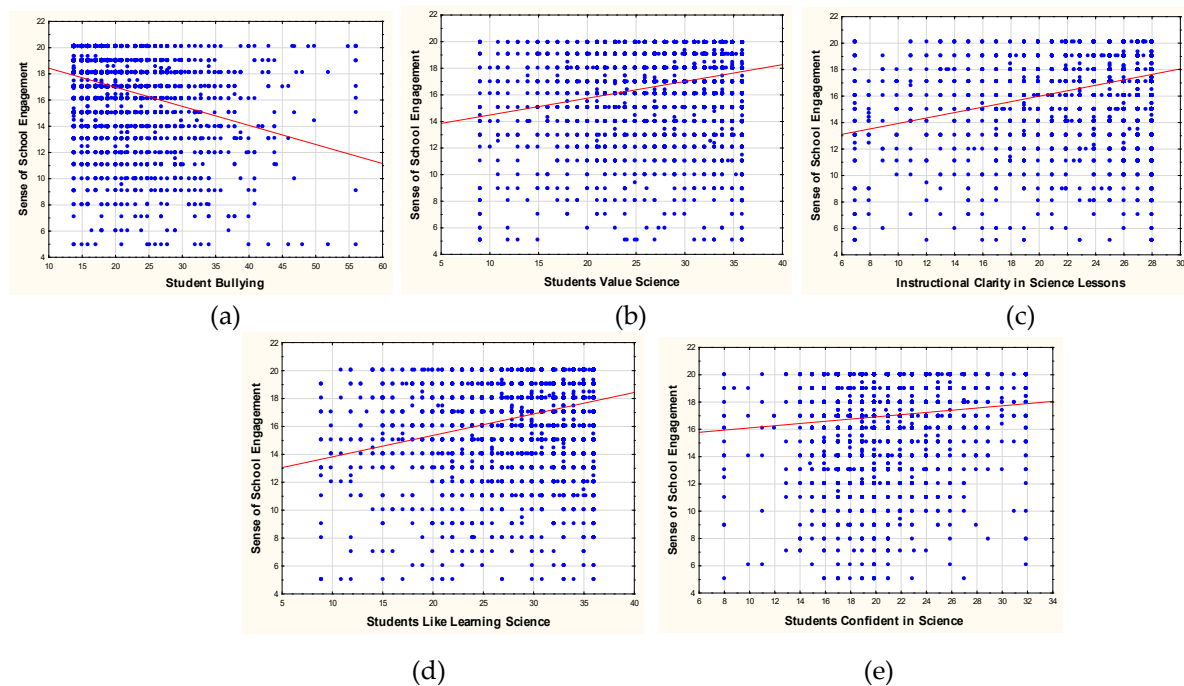 Sense of School Engagement
22
20
18
16
14
12
10
8
6
4
10 15 20 25 30 35 40 45 50 55 60
Student Bullying
(a)
Sense of School Engagement
22
20
18
16
14
12
10
8
6
4
5 10 15 20 25 30 35 40
Students Value Science
(b)
Sense of School Engagement
22
20
18
16
14
12
10
8
6
4
6 8 10 12 14 16 18 20 22 24 26 28 30
Instructional Clarity in Science Lessons
(c)
Sense of School Engagement
22
20
18
16
14
12
10
8
6
4
5 10 15 20 25 30 35 40
Students Like Learning Science
(d)
Sense of School Engagement
22
20
18
16
14
12
10
8
6
4
6 8 10 12 14 16 18 20 22 24 26 28 30 32 34
Students Confident in Science
(e)